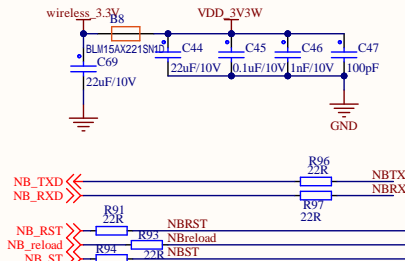 wireless_3.3V
B8
VDD_3V3W
BLM15AX221SN1D
C69
22uF/10V
C44
22uF/10V
C45
0.1uF/10V
C46
1nF/10V
C47
100pF
GND
R96
NB_TXD
22R
NBTX
NB_RXD
R97
22R
NBRX
R91
22R
NB_RST
NBRST
R93
NB_reload
22R
NBreload
R94
NB_ST
NBST